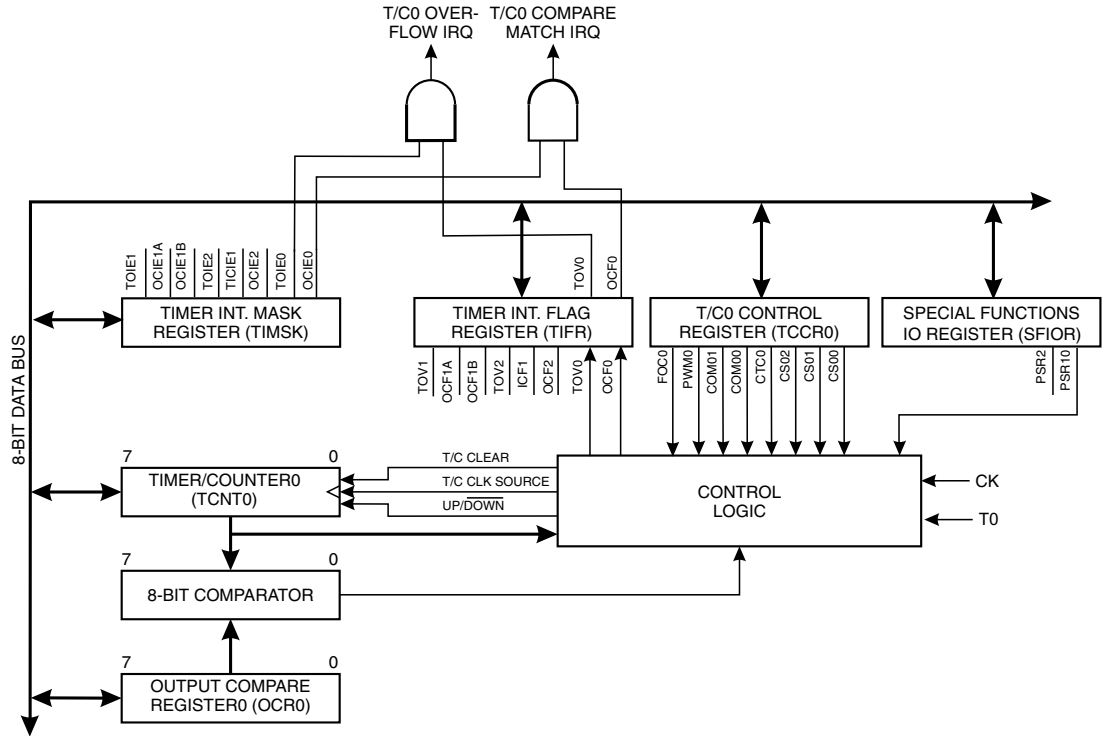 T/C0 OVER-
FLOW IRQ
T/C0 COMPARE
MATCH IRQ
8-BIT DATA BUS
TOIE1
OCIE1A
OCIE1B
TOIE2
TICIE1
OCIE2
TOIE0
OCIE0
TOV0
OCF0
TIMER INT. MASK
REGISTER (TIMSK)
TIMER INT. FLAG
REGISTER (TIFR)
T/C0 CONTROL
REGISTER (TCCR0)
SPECIAL FUNCTIONS
IO REGISTER (SFIOR)
TOV1
OCF1A
OCF1B
TOV2
ICF1
OCF2
TOV0
OCF0
FOC0
PWM0
COM01
COM00
CTC0
CS02
CS01
CS00
PSR2
PSR10
7 0
TIMER/COUNTER0
(TCNT0)
T/C CLEAR
T/C CLK SOURCE
UP/DOWN
CONTROL
LOGIC
CK
T0
7 0
8-BIT COMPARATOR
7 0
OUTPUT COMPARE
REGISTER0 (OCR0)